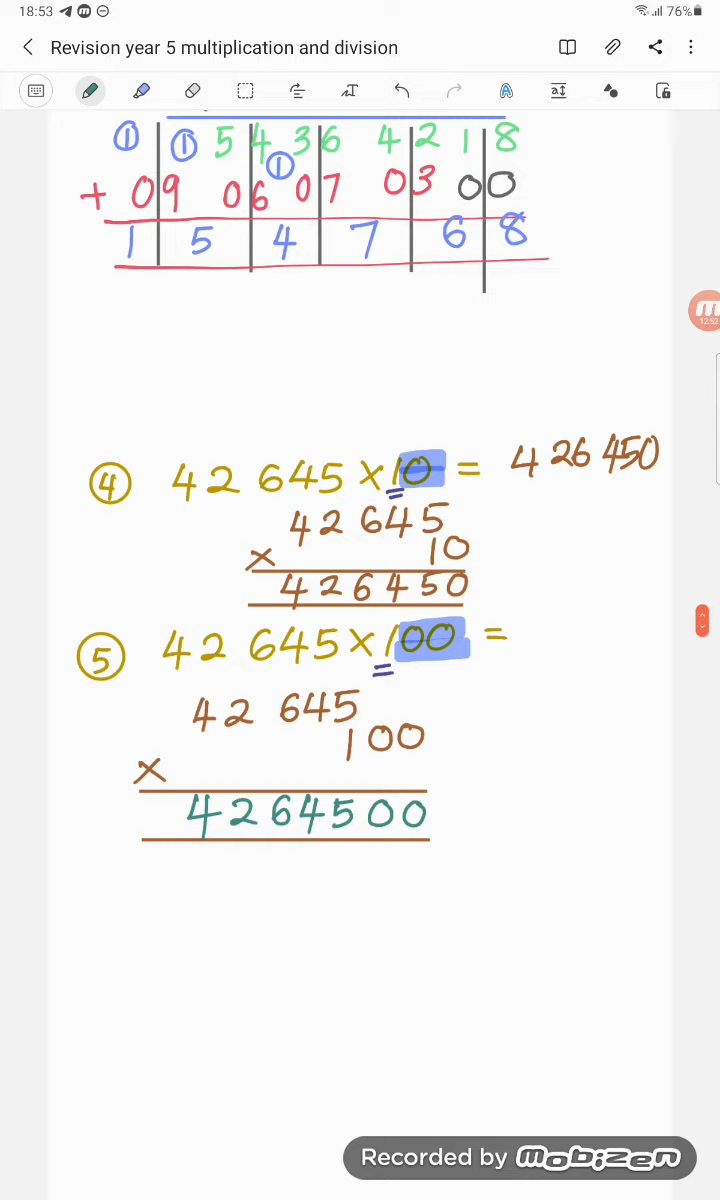 18:53 76%
Revision year 5 multiplication and division
① ① 5 4 3 6 4 2 1 8
①
+ 0 9 0 6 0 7 0 3 0 0
1 5 4 7 6 8
12:52
④ 42 645 × 10 = 426 450
42 645
× 10
426450
⑤ 42 645 × 100 =
42 645
100
×
4264500
Recorded by mobizen